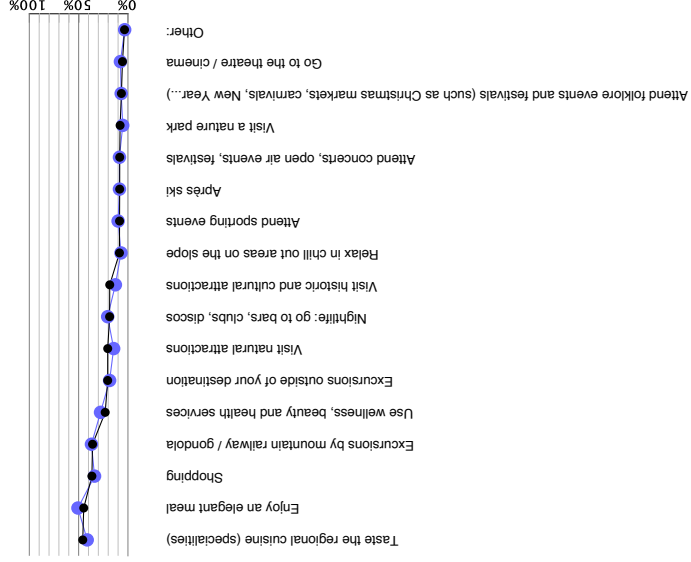 Taste the regional cuisine (specialities)
Enjoy an elegant meal
Shopping
Excursions by mountain railway / gondola
Use wellness, beauty and health services
Excursions outside of your destination
Visit natural attractions
Nightlife: go to bars, clubs, discos
Visit historic and cultural attractions
Relax in chill out areas on the slope
Attend sporting events
Après ski
Attend concerts, open air events, festivals
Visit a nature park
Attend folklore events and festivals (such as Christmas markets, carnivals, New Year...)
Go to the theatre / cinema
Other:
0% 50% 100%